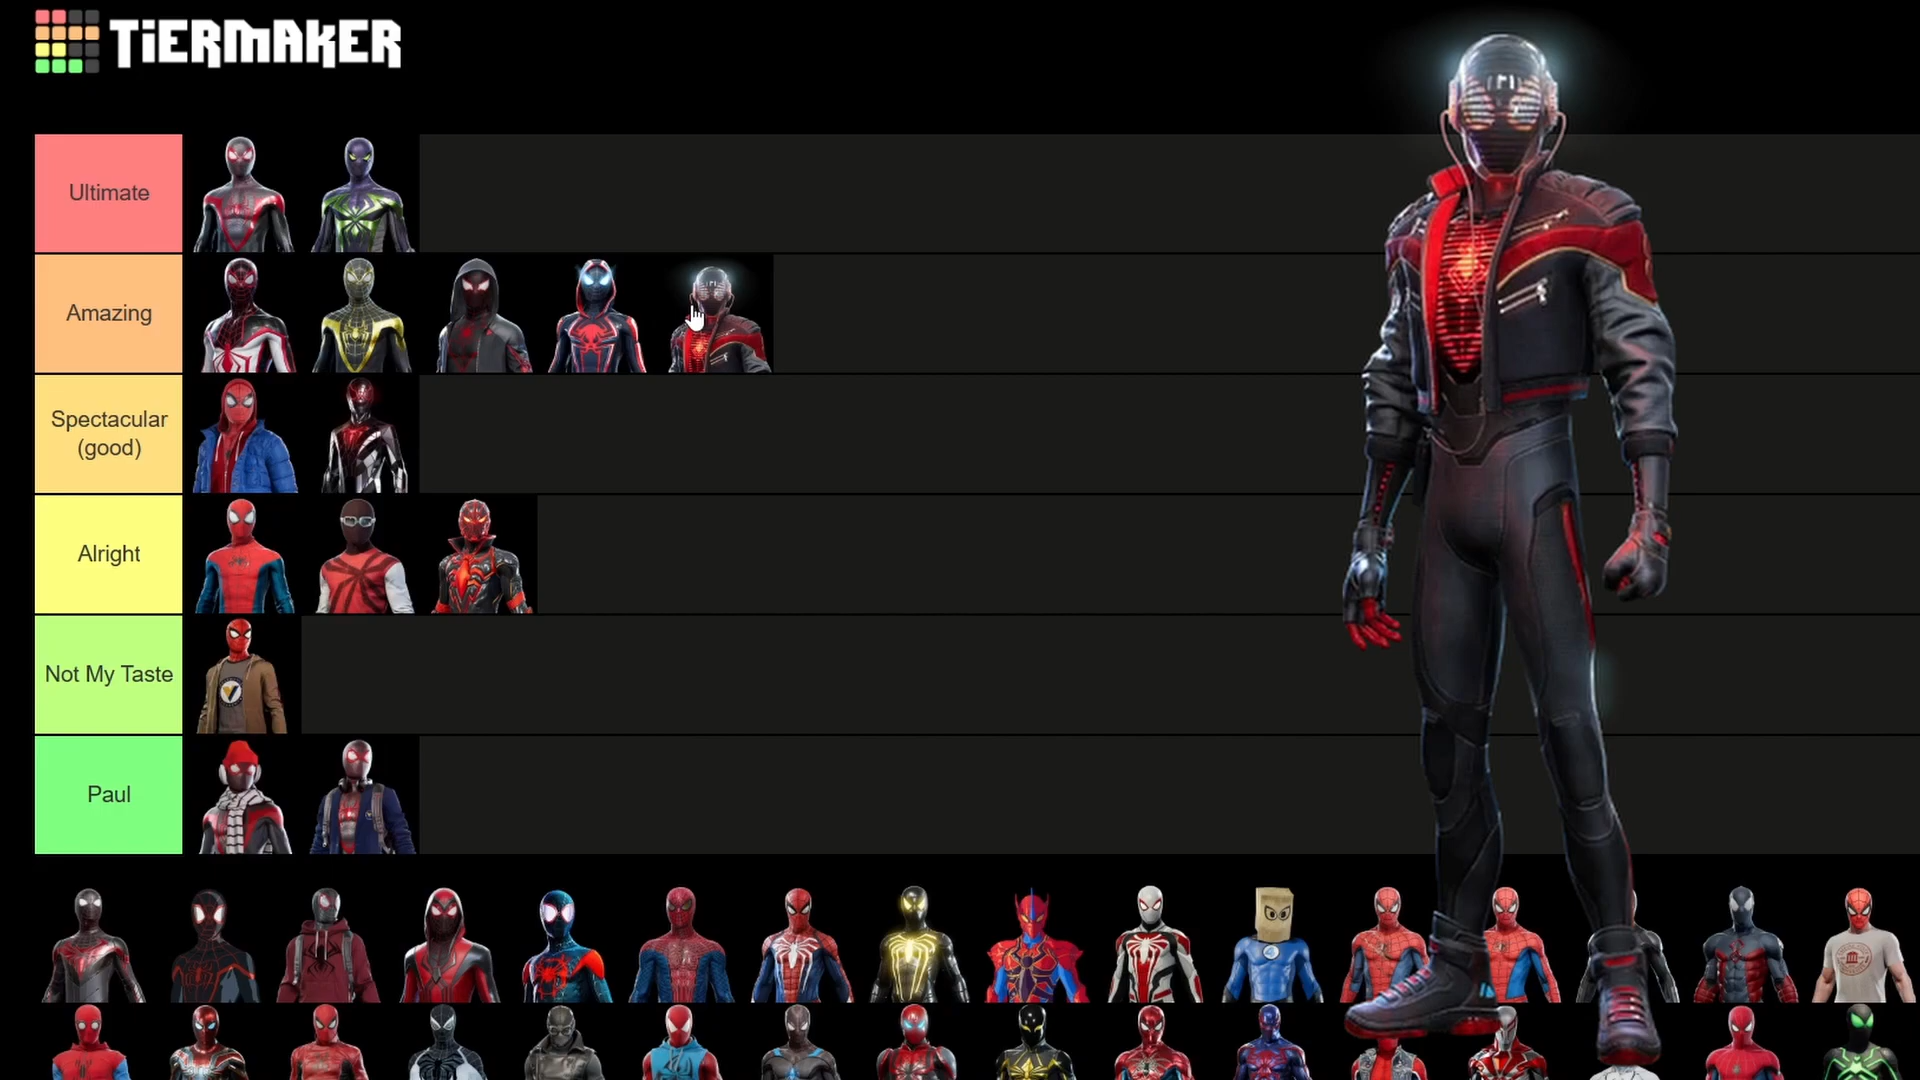 TiERMAKER
Ultimate
Amazing
Spectacular
(good)
Alright
Not My Taste
Paul